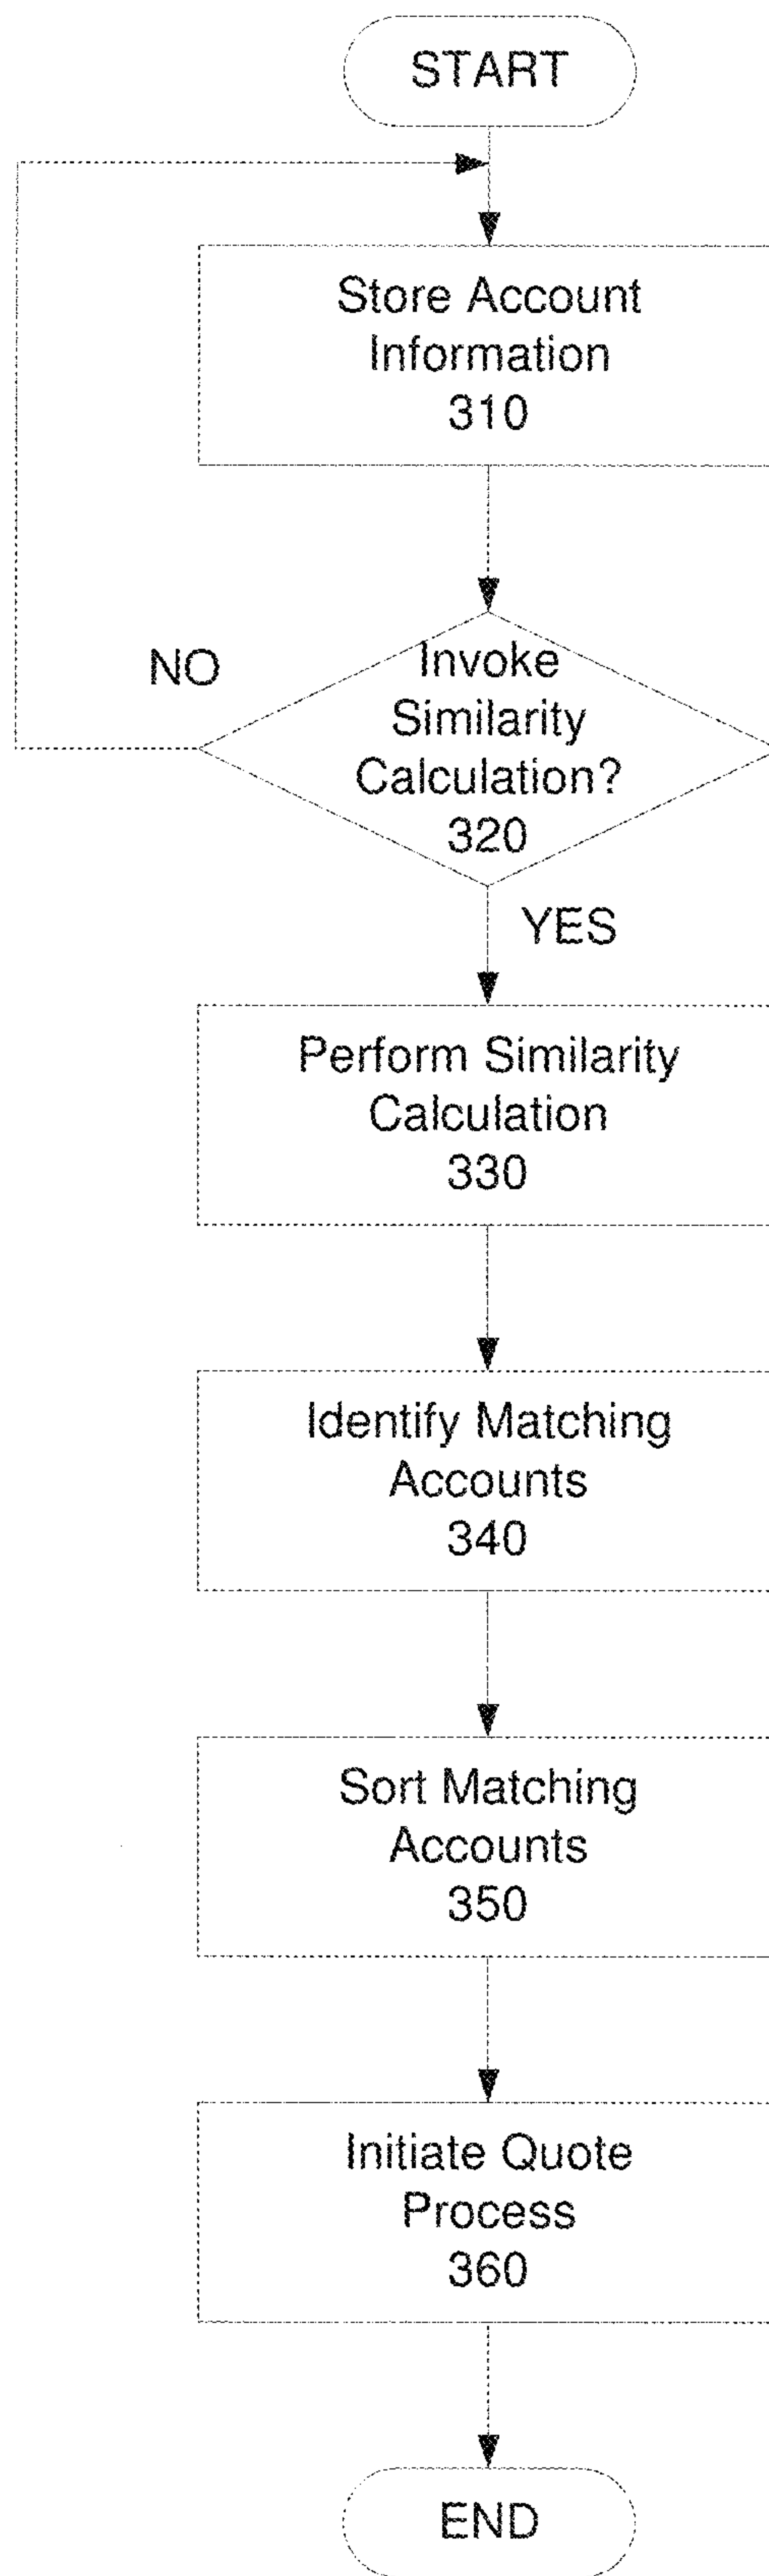 START
Store Account
Information
310
NO
Invoke
Similarity
Calculation?
320
YES
Perform Similarity
Calculation
330
Identify Matching
Accounts
340
Sort Matching
Accounts
350
Initiate Quote
Process
360
END